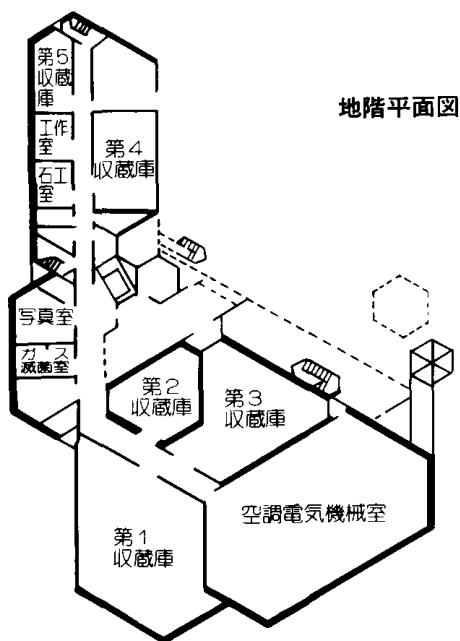 地階平面図
第5
収蔵庫
工作
室
石工
室
第4
収蔵庫
写真室
ガス
滅菌室
第2
収蔵庫
第3
収蔵庫
第1
収蔵庫
空調電気機械室